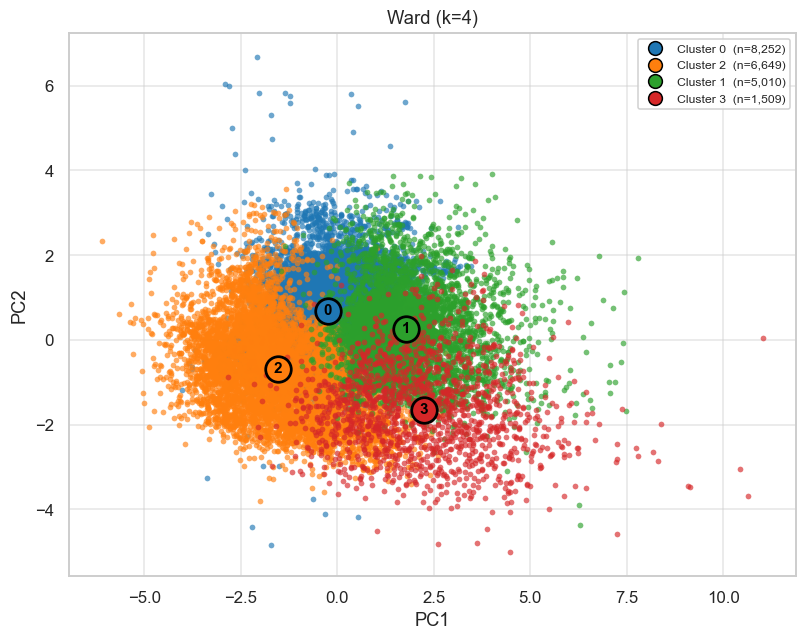 Ward (k=4)
Cluster 0 (n=8,252)
Cluster 2 (n=6,649)
Cluster 1 (n=5,010)
Cluster 3 (n=1,509)
6
4
2
0
−2
−4
PC2
0
1
2
3
−5.0
−2.5
0.0
2.5
5.0
7.5
10.0
PC1